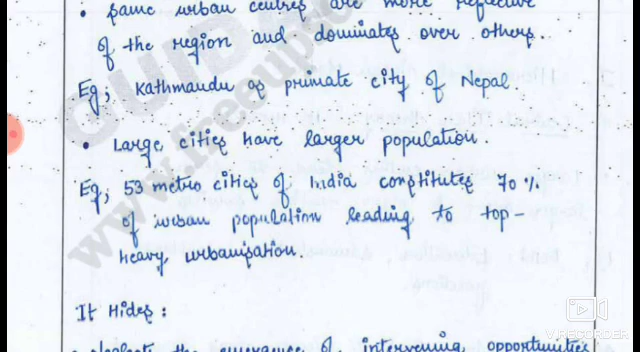 • Some urban centres are more reflective
of the region and dominates over others.
Eg; Kathmandu as primate city of Nepal.
• Large cities have larger population.
Eg; 53 metro cities of India constitutes 70%
of urban population leading to top-
heavy urbanisation.
It Hides:
• neglects the emergence of intervening opportunities